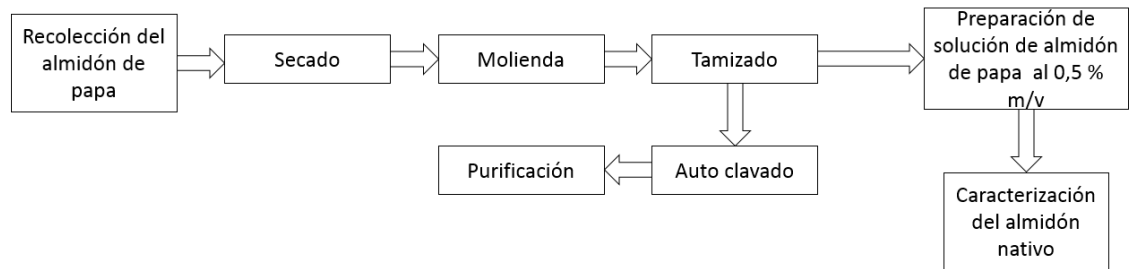 Recolección del
almidón de
papa
Secado
Molienda
Tamizado
Preparación de
solución de almidón
de papa al 0,5 %
m/v
Purificación
Auto clavado
Caracterización
del almidón
nativo